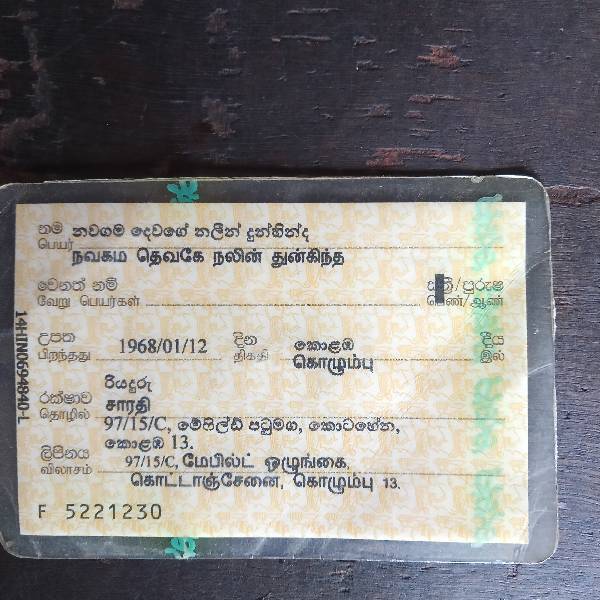 නම නවගම දෙවගේ නලින් දුන්හින්ද
பெயர் நவகம தெவகே நலின் துன்கிந்த
වෙනත් නම්
வேறு பெயர்கள்
ස්ත්‍රී/පුරුෂ
பெண்/ஆண்
උපත 1968/01/12 දින කොළඹ දීය
பிறந்தது திகதி கொழும்பு இல்
රියදුරු
රක්ෂාව
தொழில் சாரதி
97/15/C, මෙෆිල්ඩ් පටුමග, කොටහේන,
කොළඹ 13.
ලිපිනය
விலாசம் 97/15/C, மேபில்ட் ஒழுங்கை,
கொட்டாஞ்சேனை, கொழும்பு 13.
F 5221230
14HN0694840-L